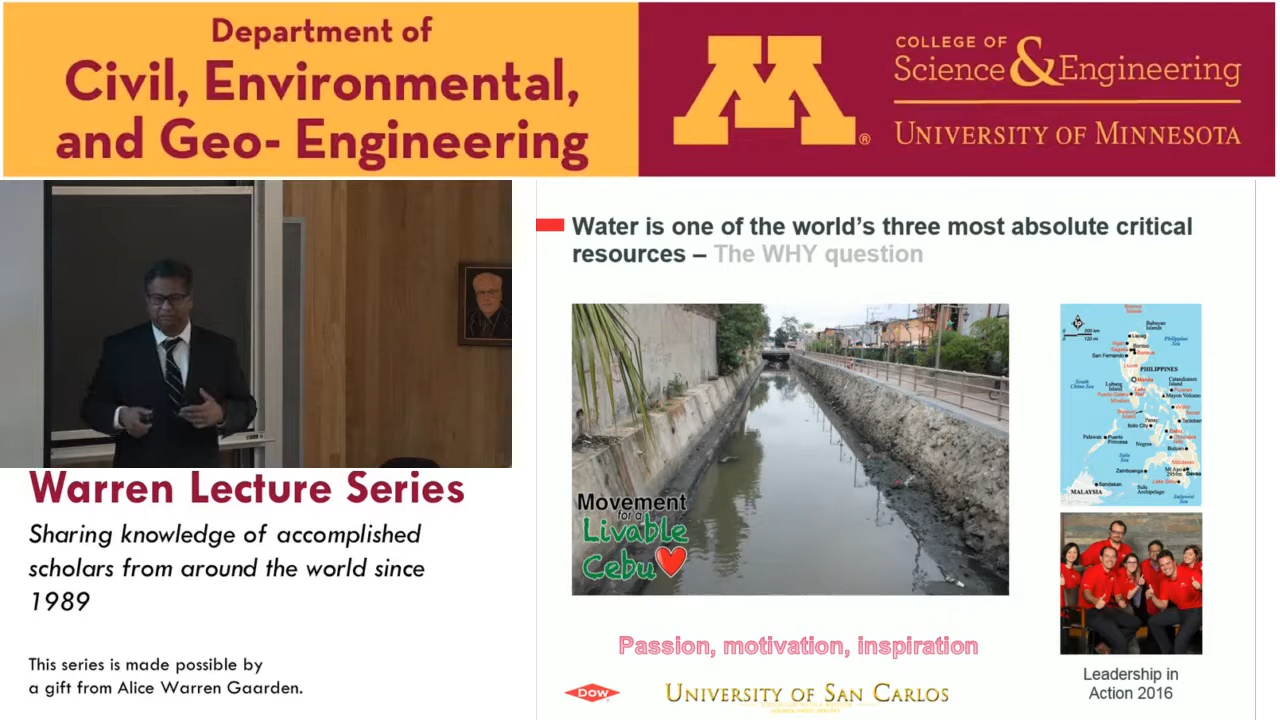 Department of
Civil, Environmental,
and Geo- Engineering
COLLEGE OF
Science & Engineering
UNIVERSITY OF MINNESOTA
Water is one of the world's three most absolute critical
resources – The WHY question
Movement
for a
Livable
Cebu
PHILIPPINES
Manila
MALAYSIA
Passion, motivation, inspiration
Leadership in
Action 2016
DOW
UNIVERSITY OF SAN CARLOS
Warren Lecture Series
Sharing knowledge of accomplished
scholars from around the world since
1989
This series is made possible by
a gift from Alice Warren Gaarden.